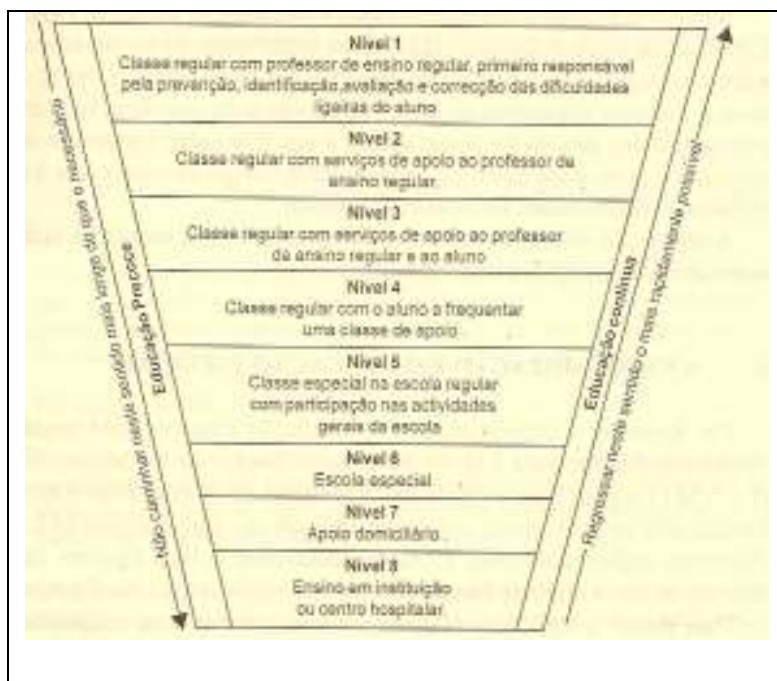 Nível 1
Classe regular com professor de ensino regular, primeiro responsável
pela prevenção, identificação, avaliação e correcção das dificuldades
ligeiras do aluno
Nível 2
Classe regular com serviços de apoio ao professor de
ensino regular.
Nível 3
Classe regular com serviços de apoio ao professor
de ensino regular e ao aluno
Nível 4
Classe regular com o aluno a frequentar
uma classe de apoio
Nível 5
Classe especial na escola regular
com participação nas actividades
gerais da escola
Nível 6
Escola especial
Nível 7
Apoio domiciliário
Nível 8
Ensino em instituição
ou centro hospitalar
Não caminhar neste sentido mais longe do que o necessário
Educação Precoce
Educação contínua
Regressar neste sentido o mais rapidamente possível